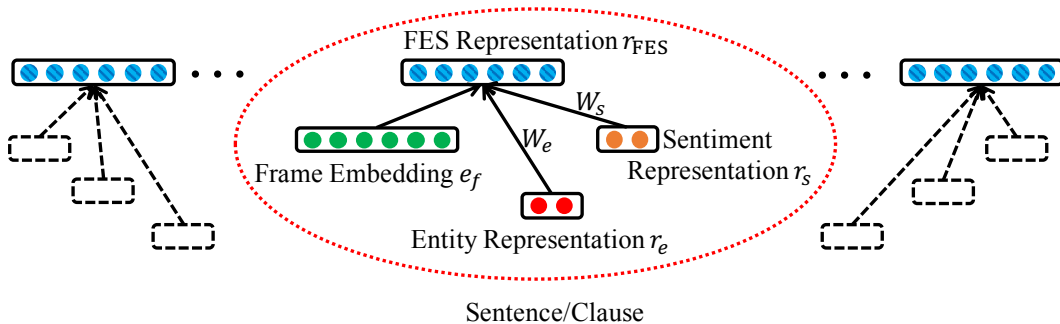 FES Representation r_FES
W_s
W_e
Sentiment
Representation r_s
Frame Embedding e_f
Entity Representation r_e
Sentence/Clause